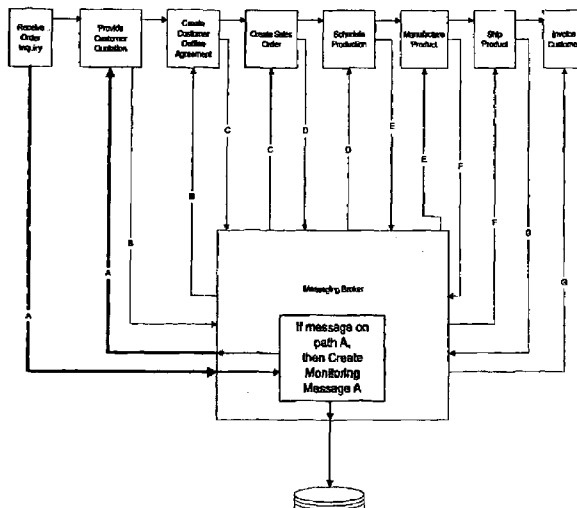 Receive
Order
Inquiry
Provide
Customer
Quotation
Create
Customer
Outline
Agreement
Create Sales
Order
Schedule
Production
Manufacture
Product
Ship
Product
Invoice
Customer
C
D
E
C
D
E
F
B
F
A
B
G
A
Messaging Broker
If message on
path A,
then Create
Monitoring
Message A